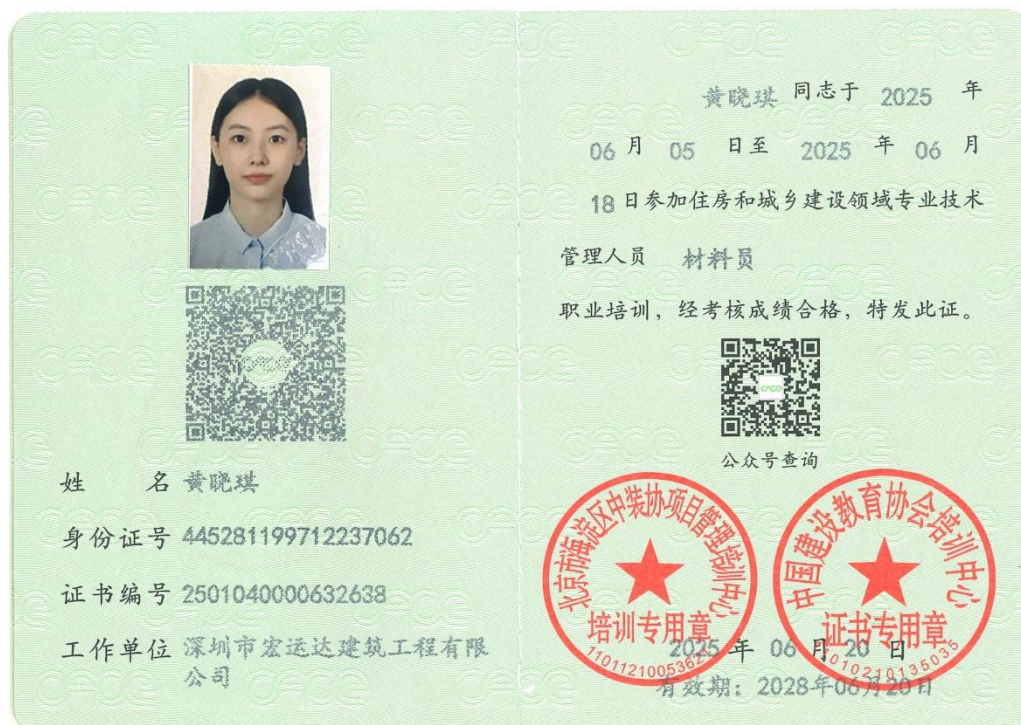 黄晓琪 同志于 2025 年
06 月 05 日至 2025 年 06 月
18 日参加住房和城乡建设领域专业技术
管理人员 材料员
职业培训，经考核成绩合格，特发此证。
公众号查询
姓 名 黄晓琪
身份证号 445281199712237062
证书编号 2501040000632638
工作单位 深圳市宏运达建筑工程有限
公司
北京市海淀区中装协项目管理培训中心
培训专用章
中国建设教育协会培训中心
证书专用章
11010210135035
2025 年 06 月 20 日
有效期：2028年06月20日